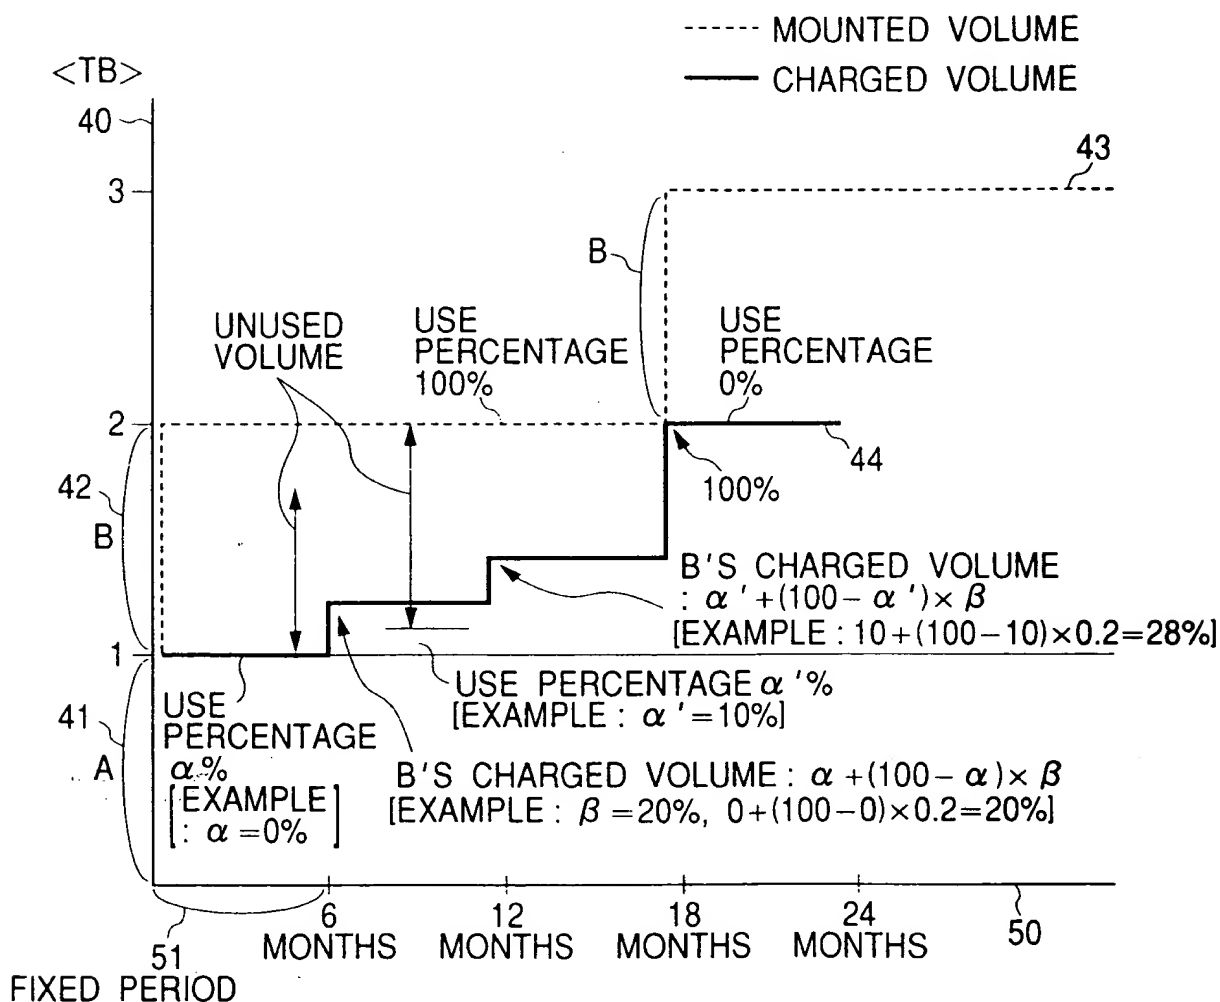 MOUNTED VOLUME
<TB>
CHARGED VOLUME
40
43
3
B
UNUSED
VOLUME
USE
PERCENTAGE
100%
USE
PERCENTAGE
0%
2
44
42
100%
B
B'S CHARGED VOLUME
: α'+(100-α')×β
[EXAMPLE : 10+(100-10)×0.2=28%]
1
USE PERCENTAGE α'%
[EXAMPLE : α'=10%]
41
A
USE
PERCENTAGE
α%
[EXAMPLE
: α=0%]
B'S CHARGED VOLUME : α+(100-α)×β
[EXAMPLE : β=20%, 0+(100-0)×0.2=20%]
6
MONTHS
12
MONTHS
18
MONTHS
24
MONTHS
50
51
FIXED PERIOD